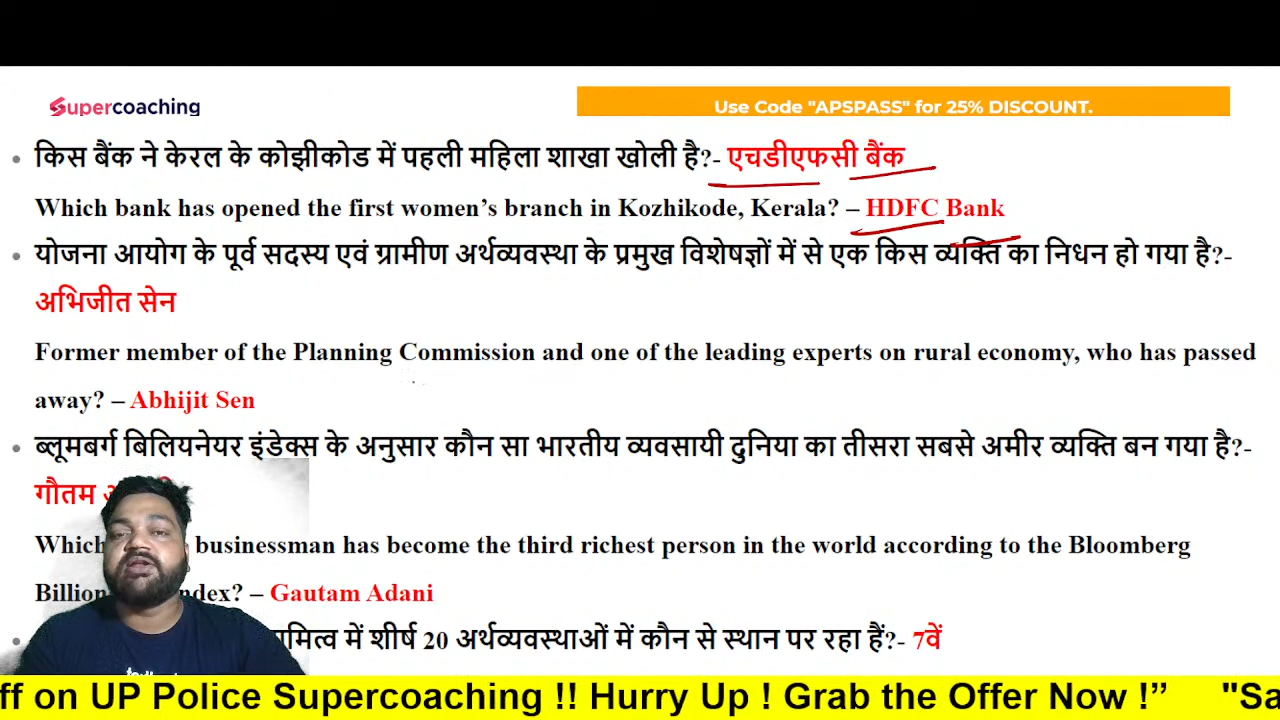 Supercoaching
Use Code "APSPASS" for 25% DISCOUNT.
• किस बैंक ने केरल के कोझीकोड में पहली महिला शाखा खोली है?- एचडीएफसी बैंक
Which bank has opened the first women’s branch in Kozhikode, Kerala? – HDFC Bank
• योजना आयोग के पूर्व सदस्य एवं ग्रामीण अर्थव्यवस्था के प्रमुख विशेषज्ञों में से एक किस व्यक्ति का निधन हो गया है?-
अभिजीत सेन
Former member of the Planning Commission and one of the leading experts on rural economy, who has passed
away? – Abhijit Sen
• ब्लूमबर्ग बिलियनेयर इंडेक्स के अनुसार कौन सा भारतीय व्यवसायी दुनिया का तीसरा सबसे अमीर व्यक्ति बन गया है?-
गौतम
Which businessman has become the third richest person in the world according to the Bloomberg
– Gautam Adani
• में शीर्ष 20 अर्थव्यवस्थाओं में कौन से स्थान पर रहा हैं?- 7वें
on UP Police Supercoaching !! Hurry Up ! Grab the Offer Now !”